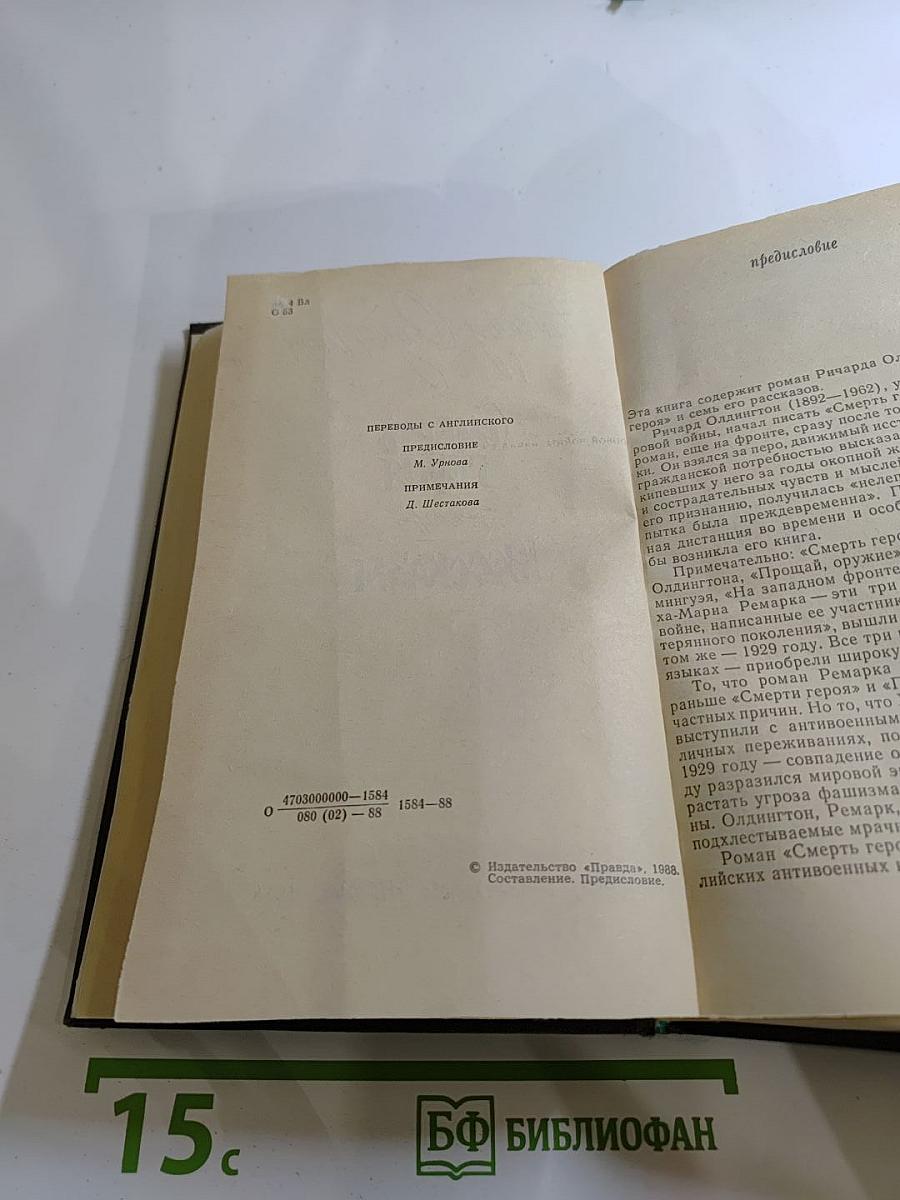 4 Вл
О 63
ПЕРЕВОДЫ С АНГЛИЙСКОГО
ПРЕДИСЛОВИЕ
М. Урнова
ПРИМЕЧАНИЯ
Д. Шестакова
О 4703000000—1584
080 (02) — 88
1584—88
© Издательство «Правда», 1988.
Составление. Предисловие.
предисловие
Эта книга содержит роман Ричарда Ол
героя» и семь его рассказов.
Ричард Олдингтон (1892—1962), у
ровой войны, начал писать «Смерть г
роман, еще на фронте, сразу после то
ки. Он взялся за перо, движимый исст
гражданской потребностью высказа
кипевших у него за годы окопной ж
и сострадательных чувств и мыслей
его признанию, получилась «нелеп
пытка была преждевременна». П
ная дистанция во времени и особ
бы возникла его книга.
Примечательно: «Смерть геро
Олдингтона, «Прощай, оружие»
мингуэя, «На западном фронте
ха-Мариа Ремарка — эти три
войне, написанные ее участник
терянного поколения», вышли
том же — 1929 году. Все три
языках — приобрели широку
То, что роман Ремарка
раньше «Смерти героя» и «П
частных причин. Но то, что
выступили с антивоенным
личных переживаниях, по
1929 году — совпадение о
ду разразился мировой э
растать угроза фашизма
ны. Олдингтон, Ремарк,
подхлестываемые мрачн
Роман «Смерть геро
лийских антивоенных
15 с
БФ БИБЛИОФАН